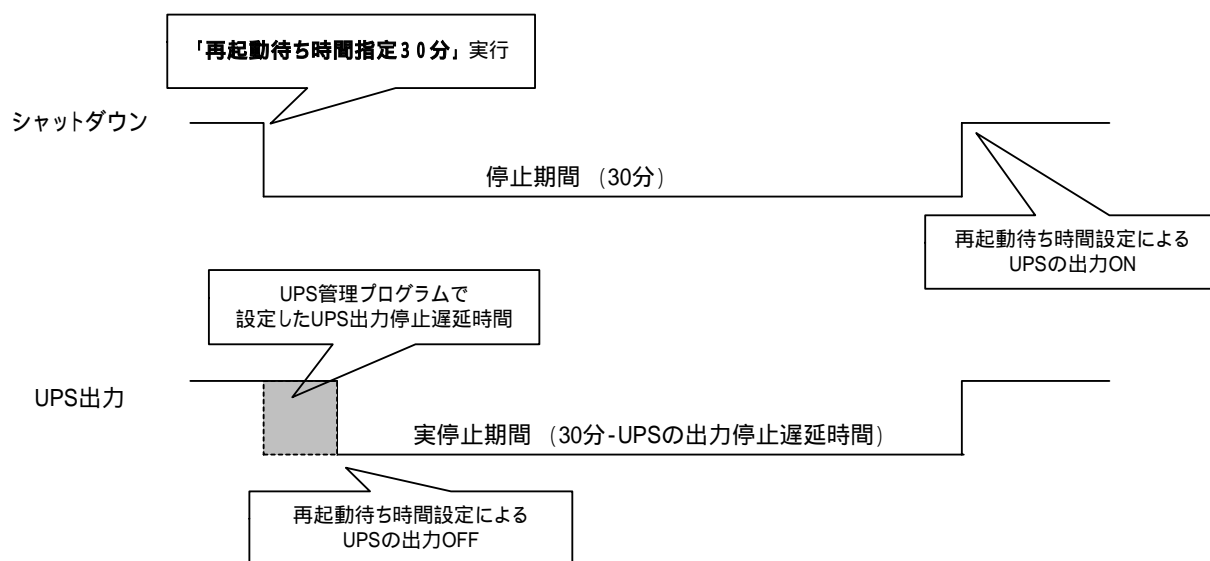 「再起動待ち時間指定３０分」実行
シャットダウン
停止期間 (30分)
再起動待ち時間設定による
UPSの出力ON
UPS管理プログラムで
設定したUPS出力停止遅延時間
UPS出力
実停止期間 (30分-UPSの出力停止遅延時間)
再起動待ち時間設定による
UPSの出力OFF